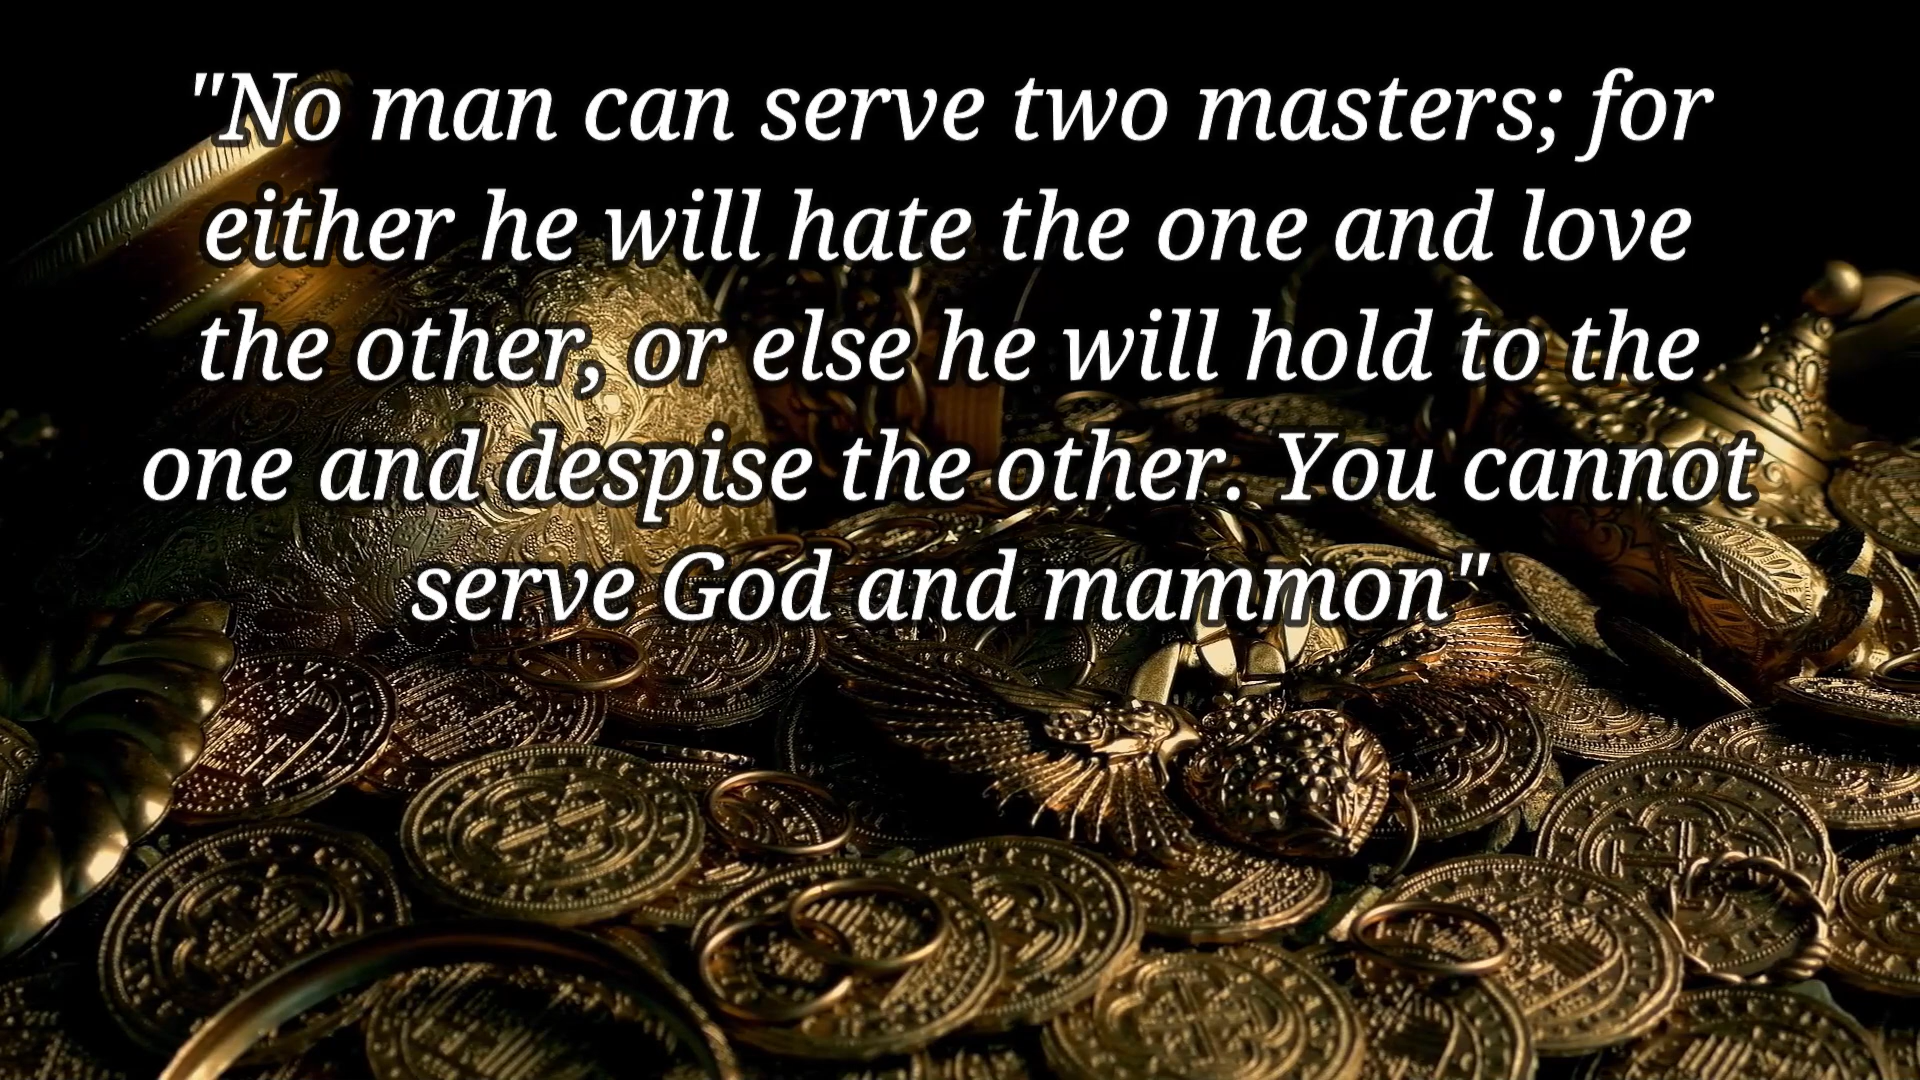 "No man can serve two masters; for
either he will hate the one and love
the other, or else he will hold to the
one and despise the other. You cannot
serve God and mammon"